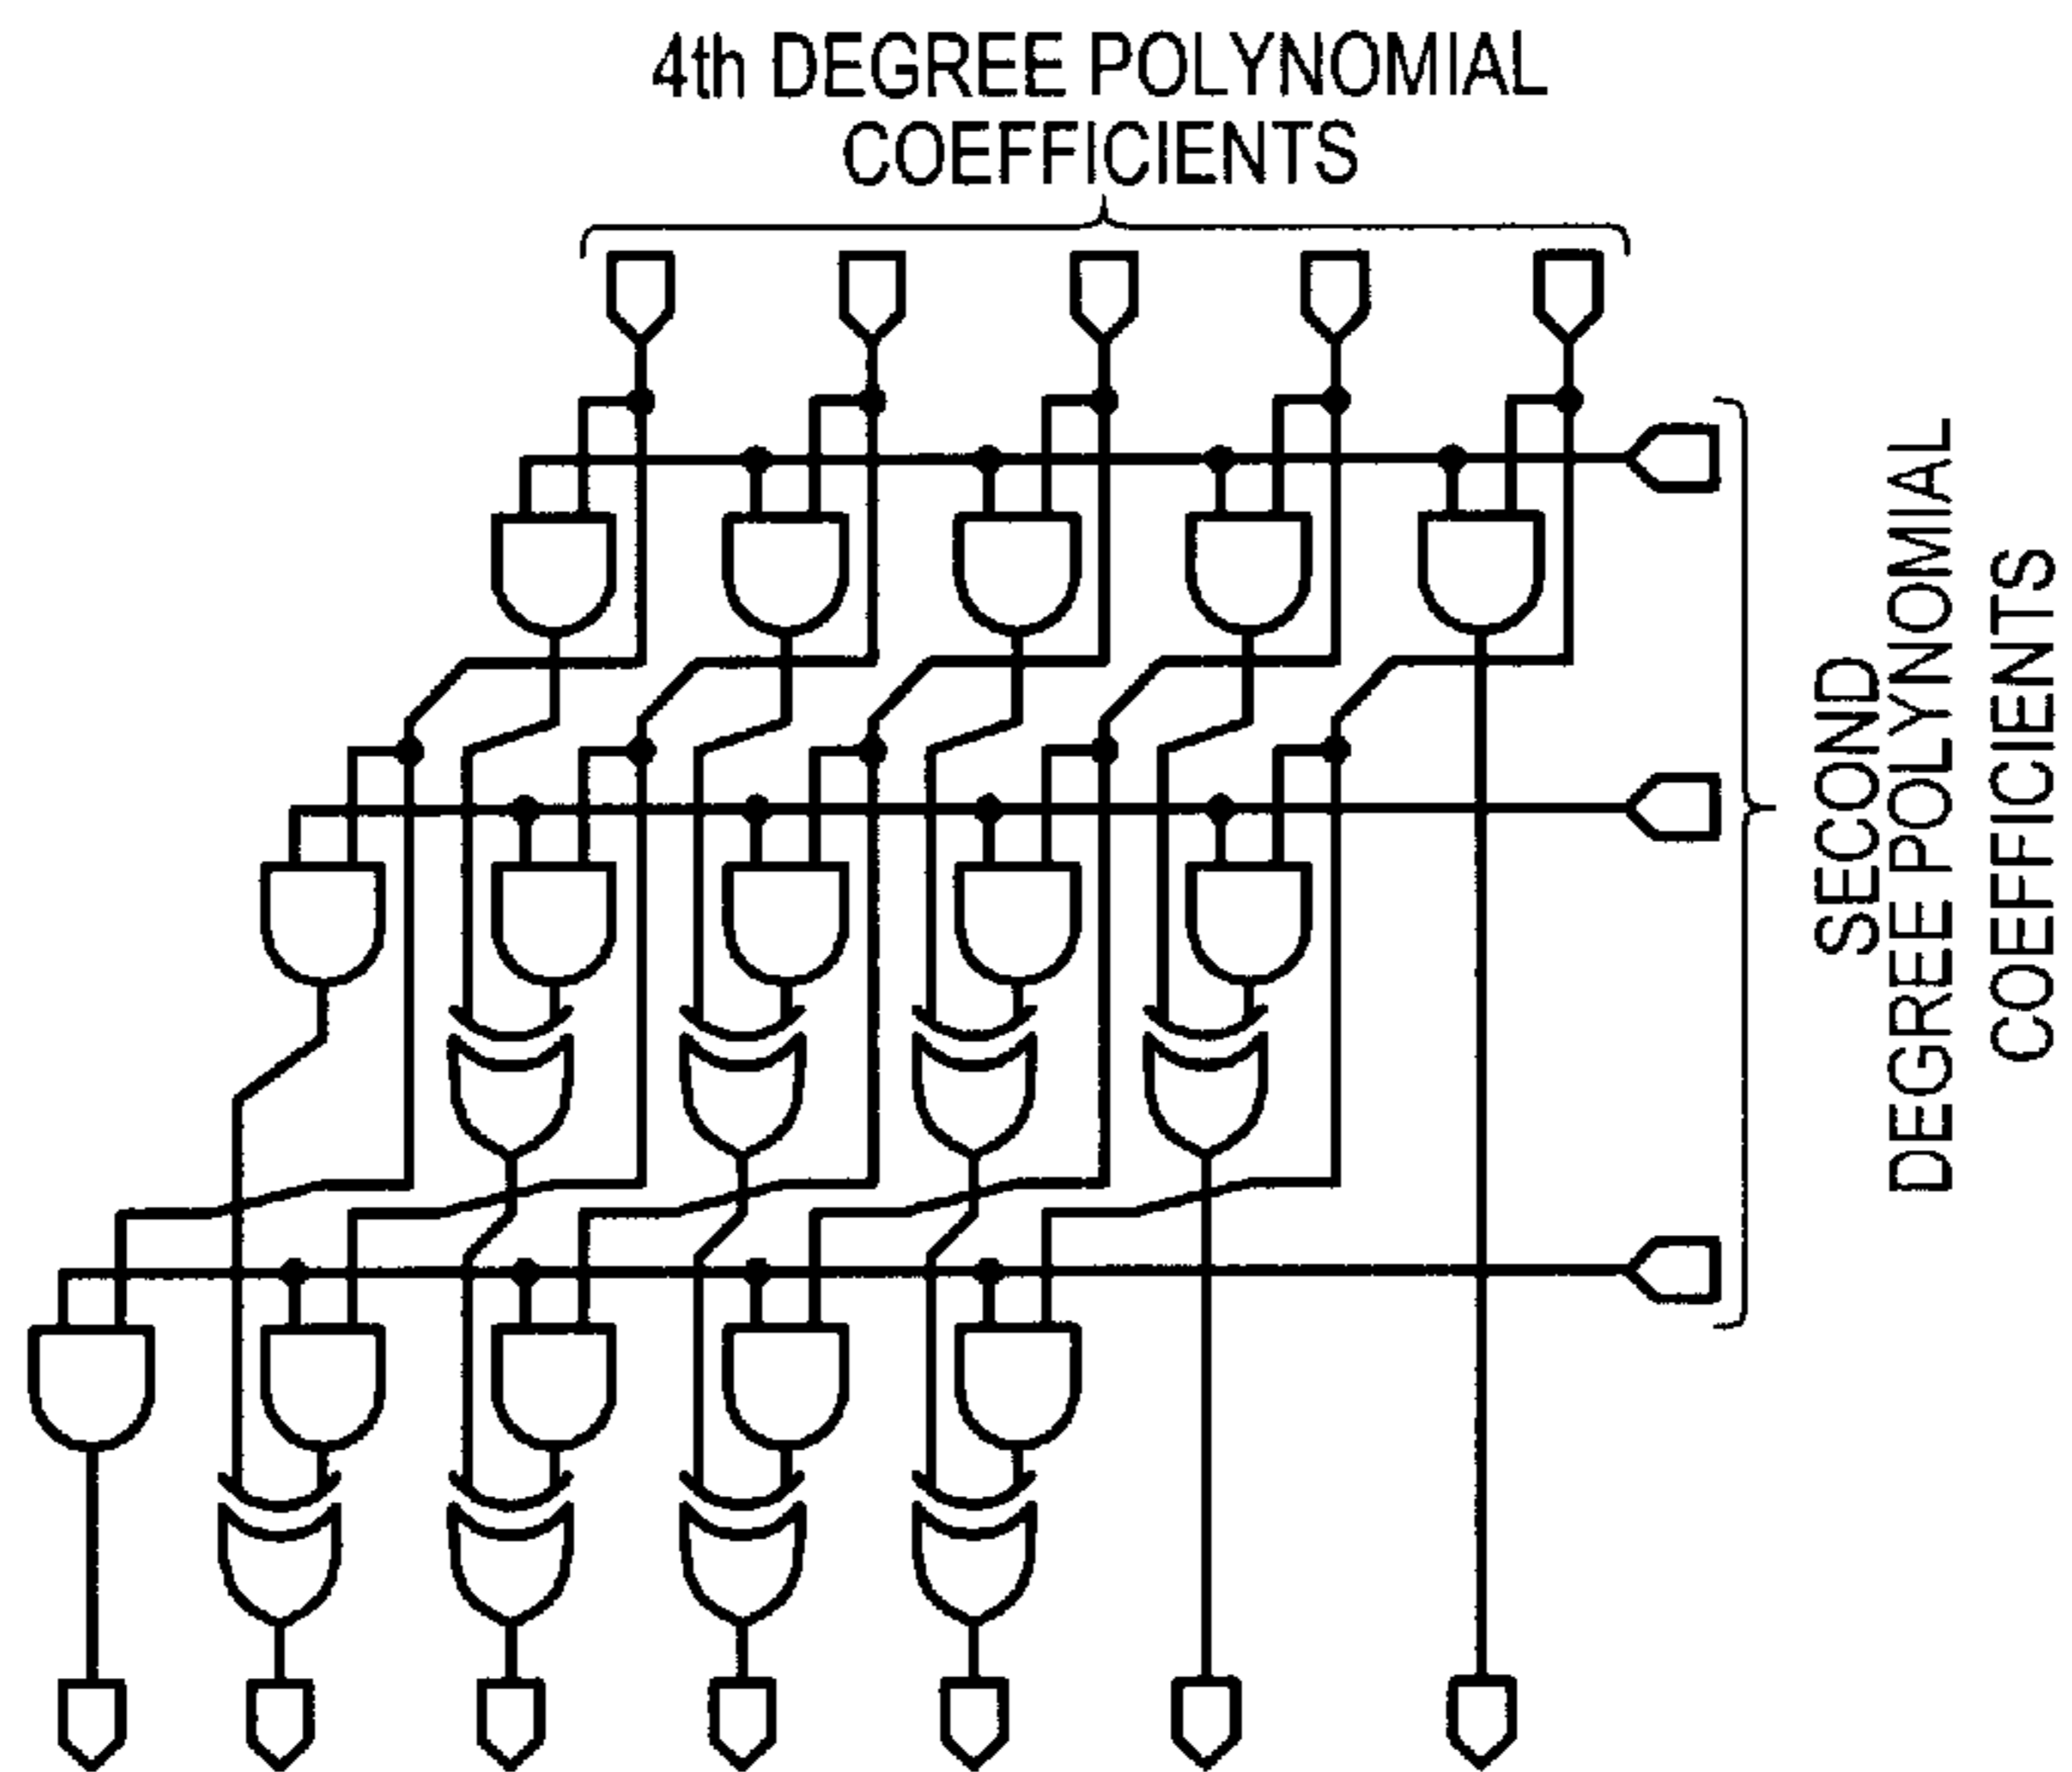 4th DEGREE POLYNOMIAL
COEFFICIENTS
SECOND
DEGREE POLYNOMIAL
COEFFICIENTS